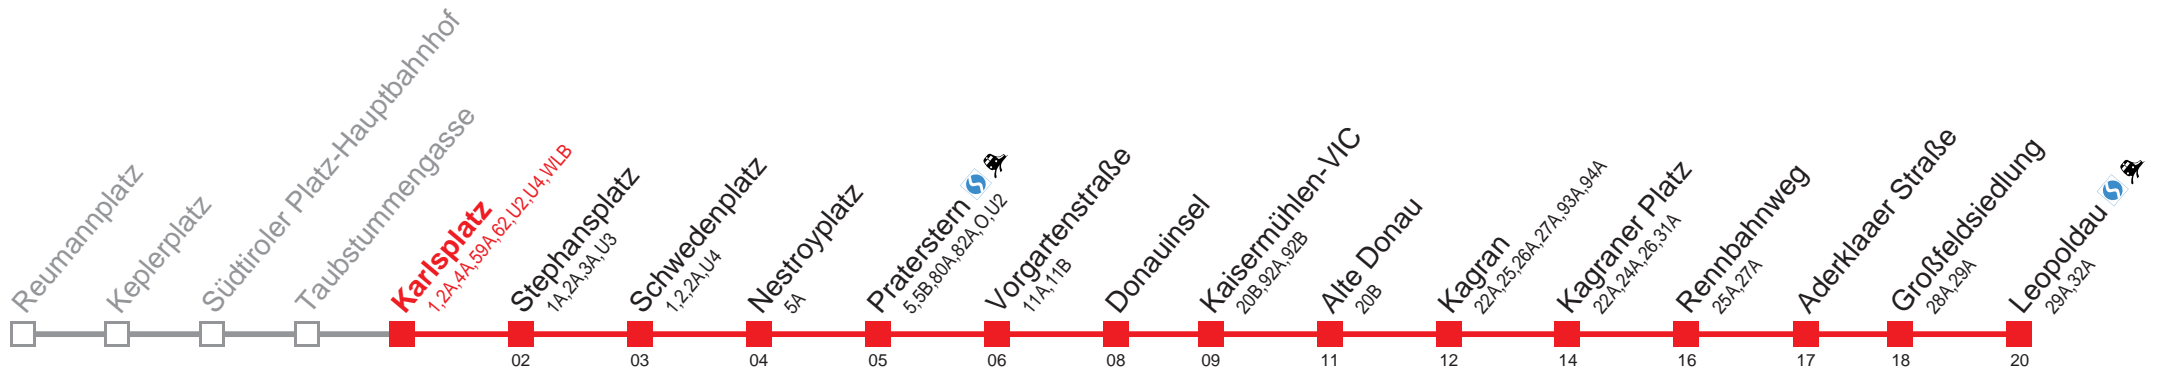 Reumannplatz
Keplerplatz
Südtiroler Platz-Hauptbahnhof
Taubstummengasse
Karlsplatz
1,2A,4A,59A,62,U2,U4,WLB
Stephansplatz
1A,2A,3A,U3
Schwedenplatz
1,2,2A,U4
Nestroyplatz
5A
Praterstern
5,5B,80A,82A,O,U2
Vorgartenstraße
11A,11B
Donauinsel
Kaisermühlen-VIC
20B,92A,92B
Alte Donau
20B
Kagran
22A,25,26A,27A,93A,94A
Kagraner Platz
22A,24A,26,31A
Rennbahnweg
25A,27A
Aderklaaer Straße
Großfeldsiedlung
28A,29A
Leopoldau
29A,32A
02 03 04 05 06 08 09 11 12 14 16 17 18 20